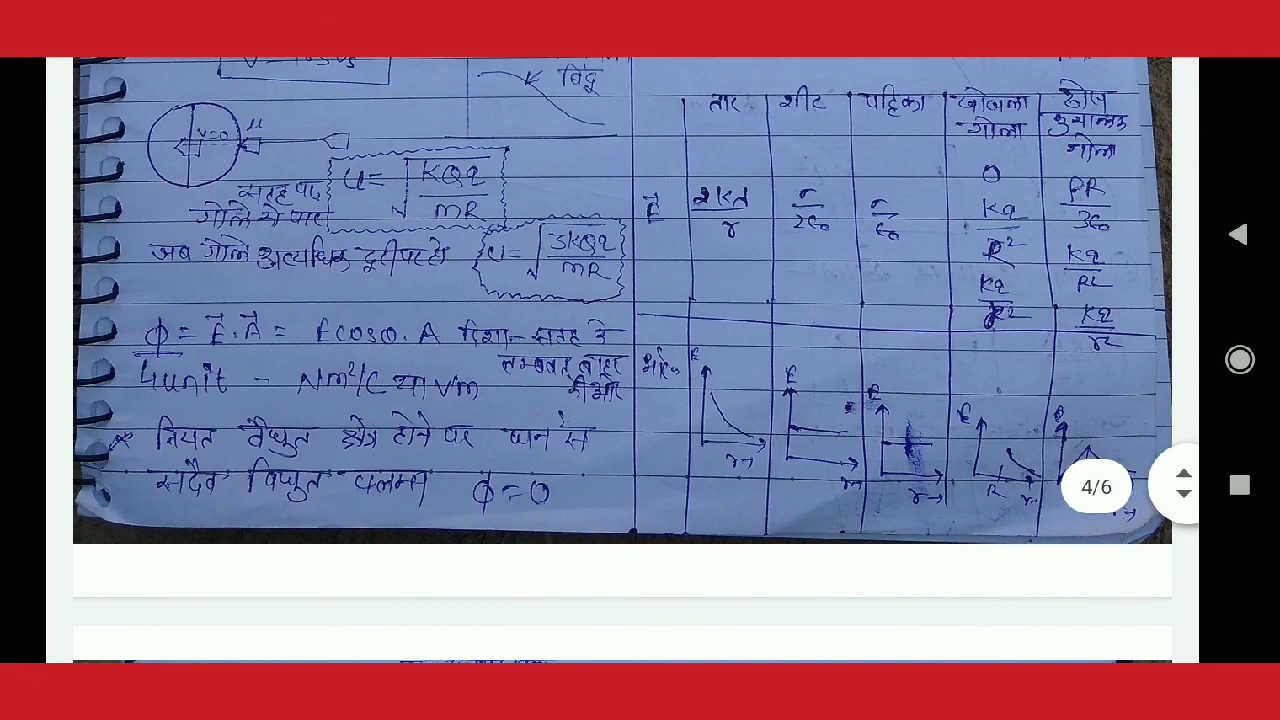 बिंदु
V=0 u
सतह पर
गोले से पार
u = √KQq/mR
जब गोले अत्यधिक दूरी पर हो
u = √3KQq/mR
ϕ = E⃗.A⃗ = E cosθ. A दिशा - सतह से
लम्बवत बाहर
की ओर
unit - Nm²/C या Vm
नियत वैद्युत क्षेत्र होने पर
सदैव विद्युत फ्लक्स ϕ = 0
तार शीट पट्टिका खोखला गोला ठोस कुचालक गोला
E⃗ 2Kλ/r σ/2ε₀ σ/ε₀ 0 ρR/3ε₀
Kq/R² Kq/R²
Kq/r² Kq/r²
E E E E
r→ r→ r→ R r→ r→
4/6